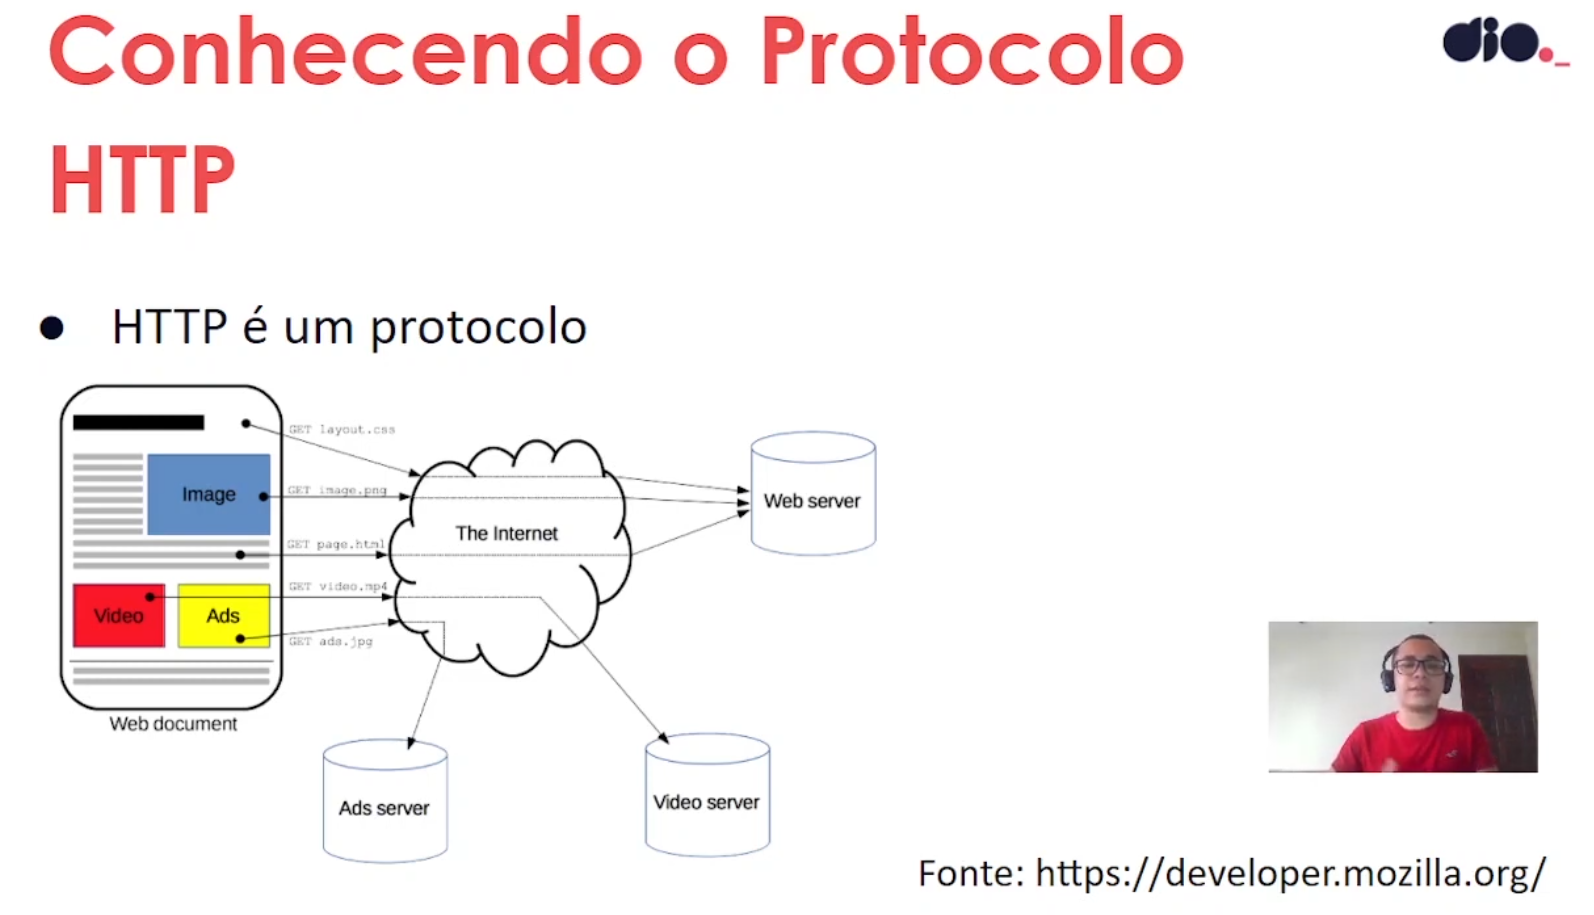 Conhecendo o Protocolo
dio._
HTTP
● HTTP é um protocolo
GET layout.css
Image
GET image.png
Web server
The Internet
GET page.html
GET video.mp4
Video
Ads
GET ads.jpg
Web document
Ads server
Video server
Fonte: https://developer.mozilla.org/